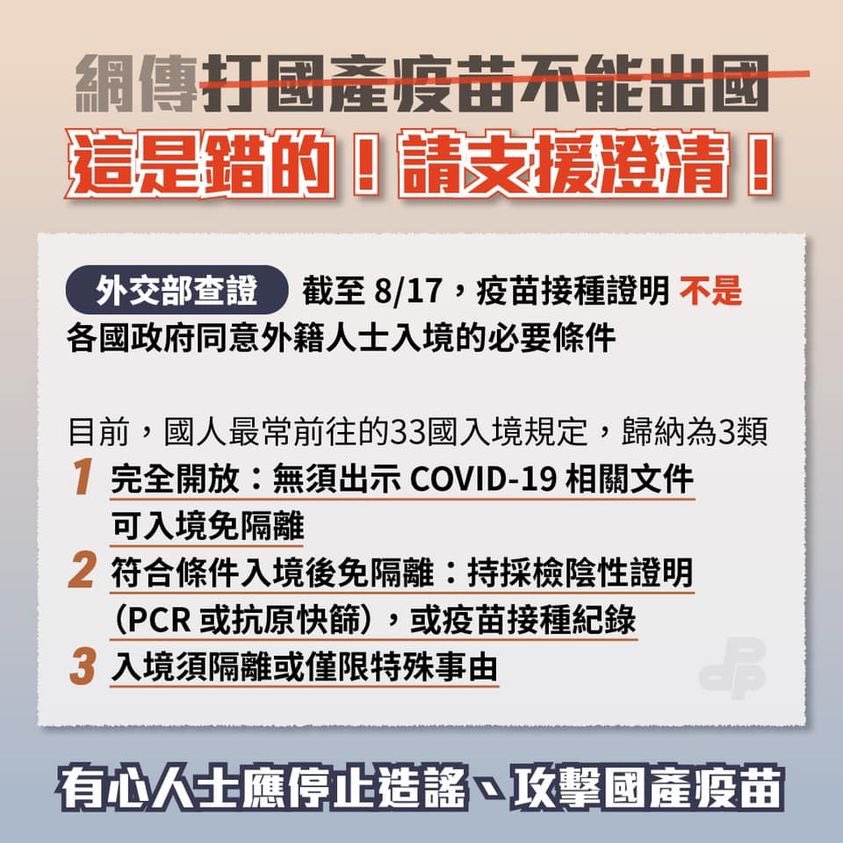 網傳打國產疫苗不能出國
這是錯的！請支援澄清！
外交部查證 截至 8/17，疫苗接種證明 不是
各國政府同意外籍人士入境的必要條件
目前，國人最常前往的33國入境規定，歸納為3類
1 完全開放：無須出示 COVID-19 相關文件
可入境免隔離
2 符合條件入境後免隔離：持採檢陰性證明
（PCR 或抗原快篩），或疫苗接種紀錄
3 入境須隔離或僅限特殊事由
DPP
有心人士應停止造謠、攻擊國產疫苗